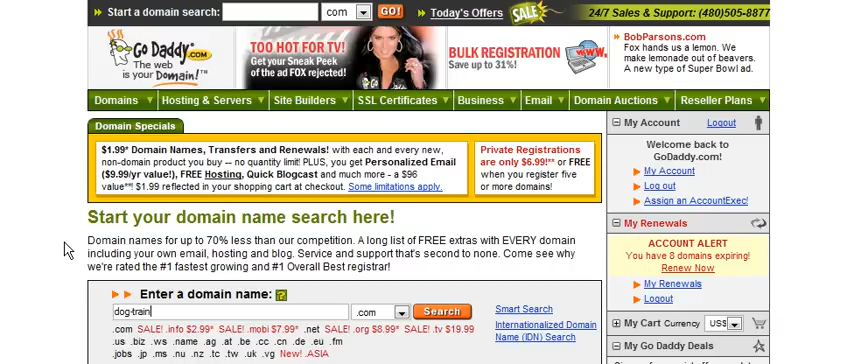 Start a domain search: com GO! Today's Offers SALE 24/7 Sales & Support: (480)505-8877
Go Daddy.COM
The web
is your Domain!™
TOO HOT FOR TV!
Get your Sneak Peek
of the ad FOX rejected!
BULK REGISTRATION
Save up to 31%!
www.
BobParsons.com
Fox hands us a lemon. We
make lemonade out of beavers.
A new type of Super Bowl ad.
Domains Hosting & Servers Site Builders SSL Certificates Business Email Domain Auctions Reseller Plans
Domain Specials
$1.99* Domain Names, Transfers and Renewals! with each and every new,
non-domain product you buy -- no quantity limit! PLUS, you get Personalized Email
($9.99/yr value!), FREE Hosting, Quick Blogcast and much more - a $96
value**! $1.99 reflected in your shopping cart at checkout. Some limitations apply.
Private Registrations
are only $6.99!** or FREE
when you register five
or more domains!
Start your domain name search here!
Domain names for up to 70% less than our competition. A long list of FREE extras with EVERY domain
including your own email, hosting and blog. Service and support that's second to none. Come see why
we're rated the #1 fastest growing and #1 Overall Best registrar!
Enter a domain name: ?
dog-train .com Search
.com SALE! .info $2.99* SALE! .mobi $7.99* .net SALE! .org $8.99* SALE! .tv $19.99
.us .biz .ws .name .ag .at .be .cc .cn .de .eu .fm
.jobs .jp .ms .nu .nz .tc .tw .uk .vg New! .ASIA
Smart Search
Internationalized Domain
Name (IDN) Search
My Account Logout
Welcome back to
GoDaddy.com!
My Account
Log out
Assign an AccountExec!
My Renewals
ACCOUNT ALERT
You have 8 domains expiring!
Renew Now
My Renewals
Logout
My Cart Currency US$
My Go Daddy Deals